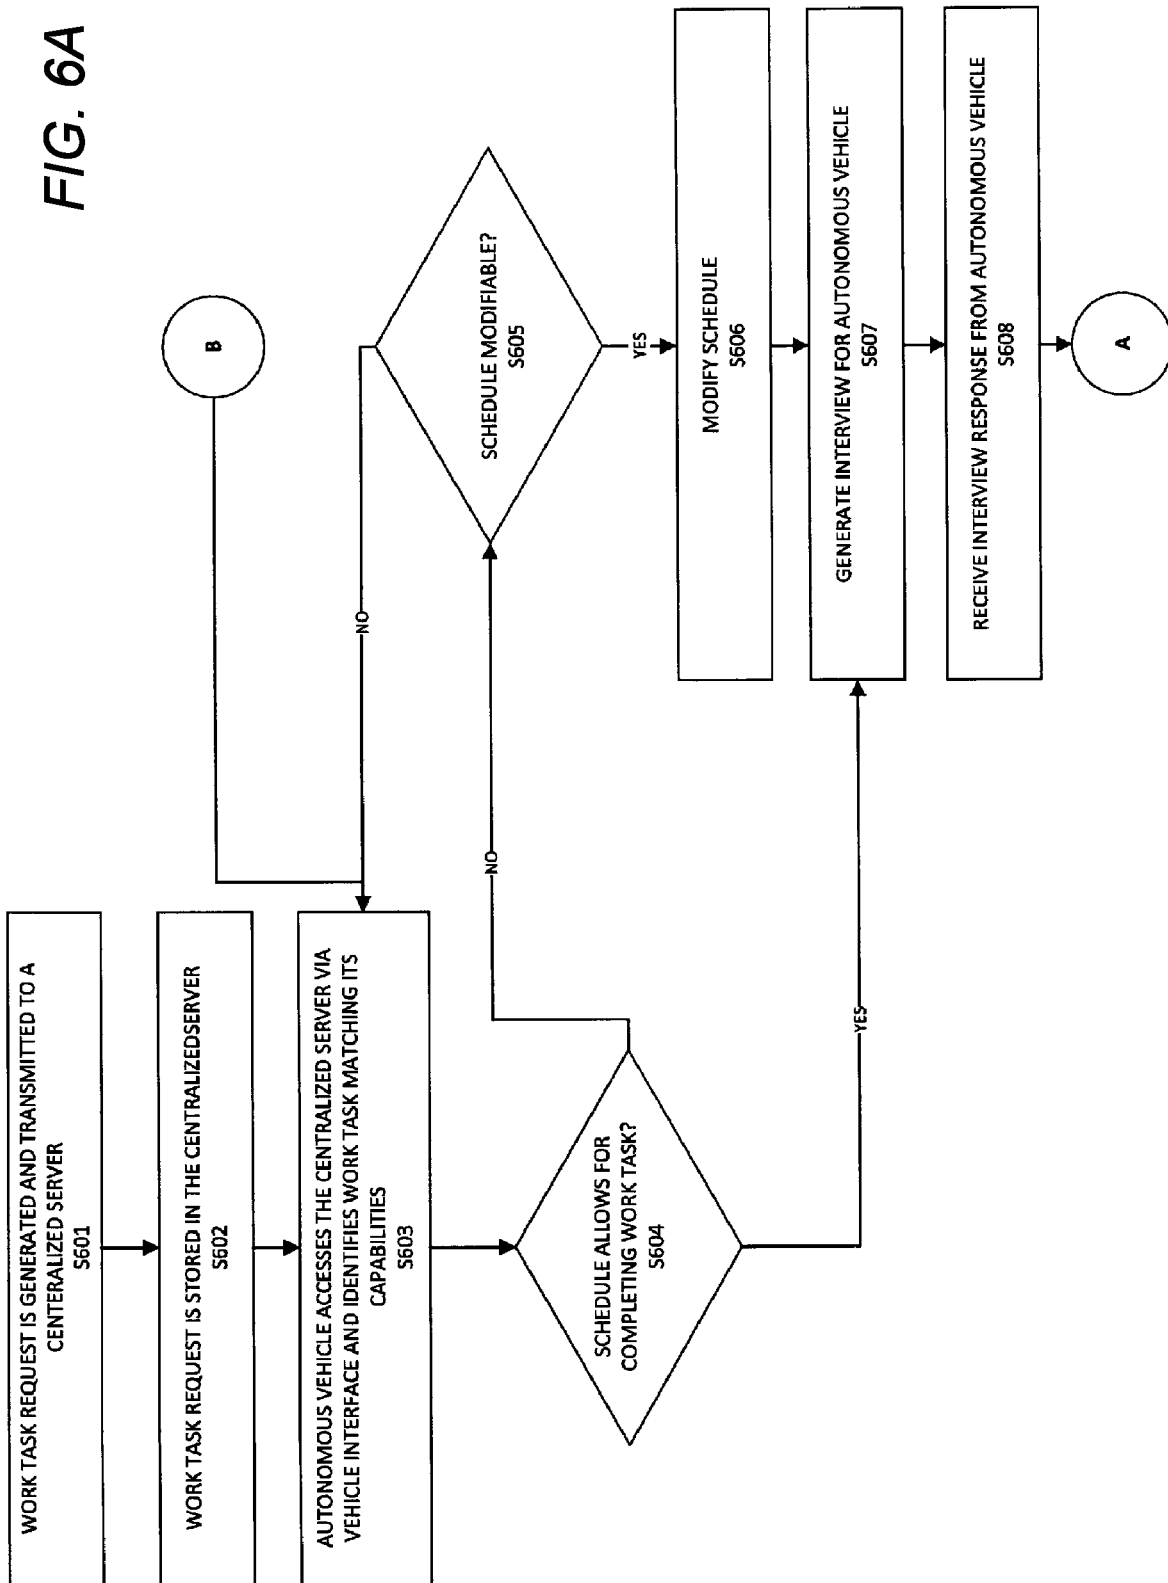 FIG. 6A
WORK TASK REQUEST IS GENERATED AND TRANSMITTED TO A
CENTERALIZED SERVER
S601
WORK TASK REQUEST IS STORED IN THE CENTRALIZEDSERVER
S602
AUTONOMOUS VEHICLE ACCESSES THE CENTRALIZED SERVER VIA
VEHICLE INTERFACE AND IDENTIFIES WORK TASK MATCHING ITS
CAPABILITIES
S603
SCHEDULE ALLOWS FOR
COMPLETING WORK TASK?
S604
NO
YES
B
NO
SCHEDULE MODIFIABLE?
S605
YES
MODIFY SCHEDULE
S606
GENERATE INTERVIEW FOR AUTONOMOUS VEHICLE
S607
RECEIVE INTERVIEW RESPONSE FROM AUTONOMOUS VEHICLE
S608
A